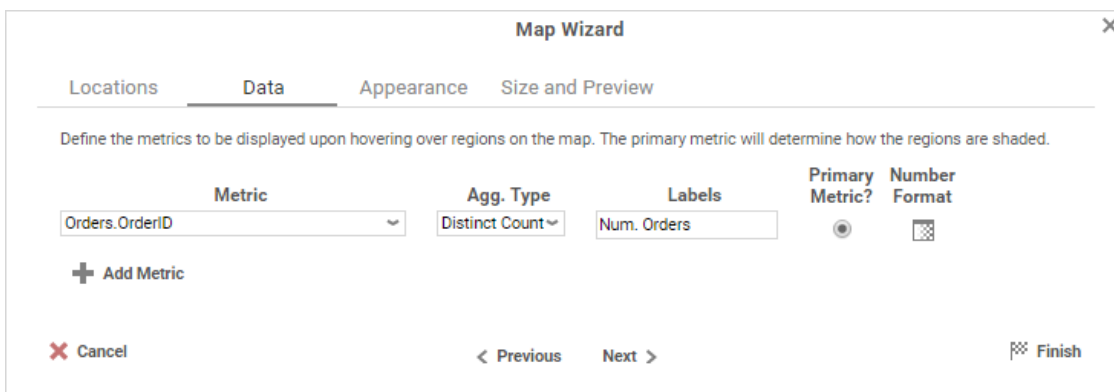 Map Wizard
Locations Data Appearance Size and Preview
Define the metrics to be displayed upon hovering over regions on the map. The primary metric will determine how the regions are shaded.
Metric Agg. Type Labels Primary Metric? Number Format
Orders.OrderID Distinct Count Num. Orders
Add Metric
Cancel < Previous Next > Finish